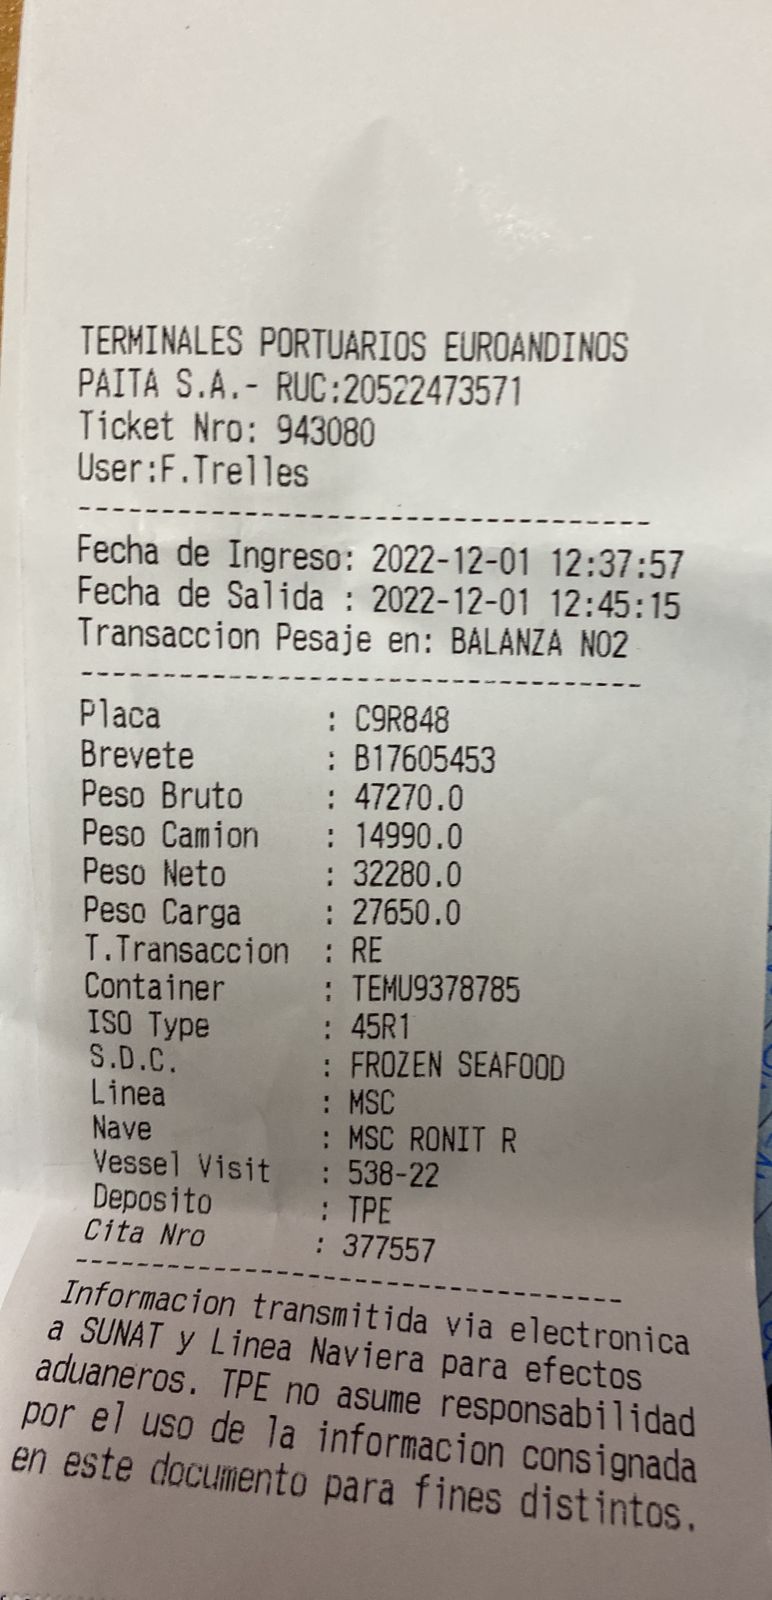 TERMINALES PORTUARIOS EUROANDINOS
PAITA S.A.- RUC:20522473571
Ticket Nro: 943080
User:F.Trelles
----------------------------------
Fecha de Ingreso: 2022-12-01 12:37:57
Fecha de Salida : 2022-12-01 12:45:15
Transaccion Pesaje en: BALANZA NO2
----------------------------------
Placa : C9R848
Brevete : B17605453
Peso Bruto : 47270.0
Peso Camion : 14990.0
Peso Neto : 32280.0
Peso Carga : 27650.0
T.Transaccion : RE
Container : TEMU9378785
ISO Type : 45R1
S.D.C. : FROZEN SEAFOOD
Linea : MSC
Nave : MSC RONIT R
Vessel Visit : 538-22
Deposito : TPE
Cita Nro : 377557
----------------------------------
Informacion transmitida via electronica
a SUNAT y Linea Naviera para efectos
aduaneros. TPE no asume responsabilidad
por el uso de la informacion consignada
en este documento para fines distintos.